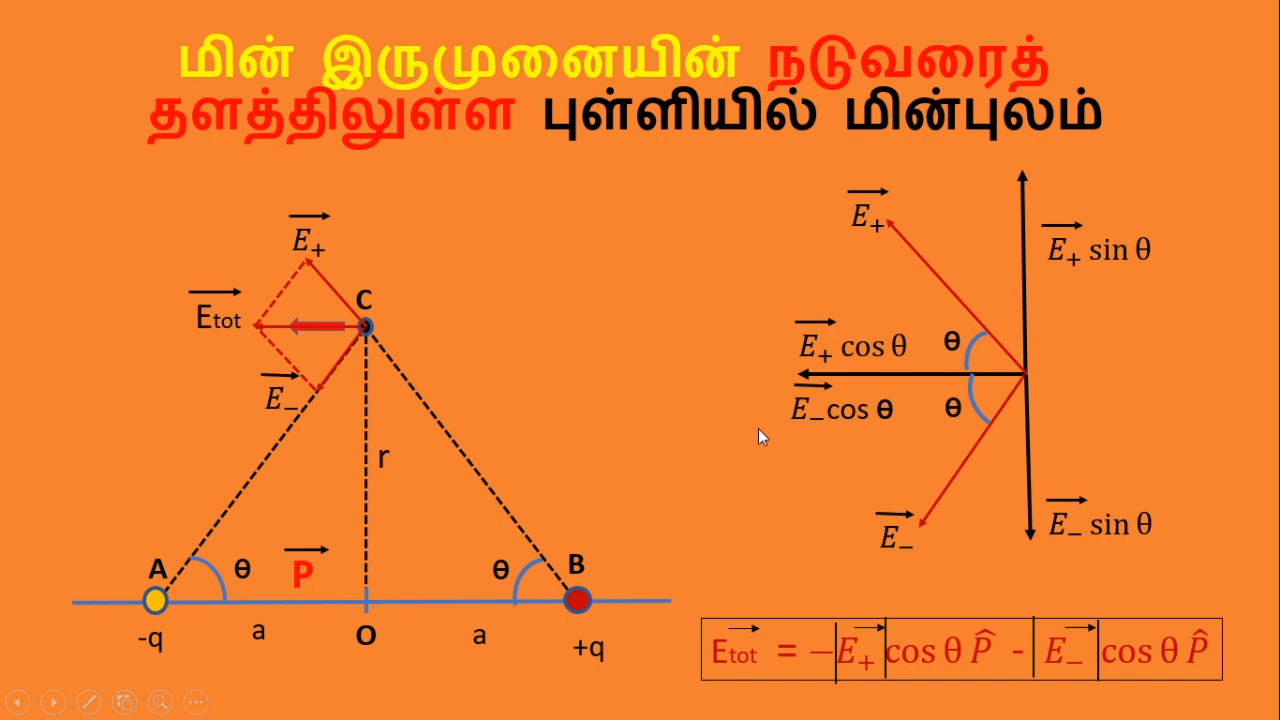 மின் இருமுனையின் நடுவரைத்
தளத்திலுள்ள புள்ளியில் மின்புலம்
E₊
Etot
C
E₋
r
A
θ
P
θ
B
-q
a
O
a
+q
E₊
E₊ sin θ
E₊ cos θ
θ
E₋cos θ
θ
E₋
E₋ sin θ
Etot = −|E₊|cos θ P̂ - |E₋|cos θ P̂